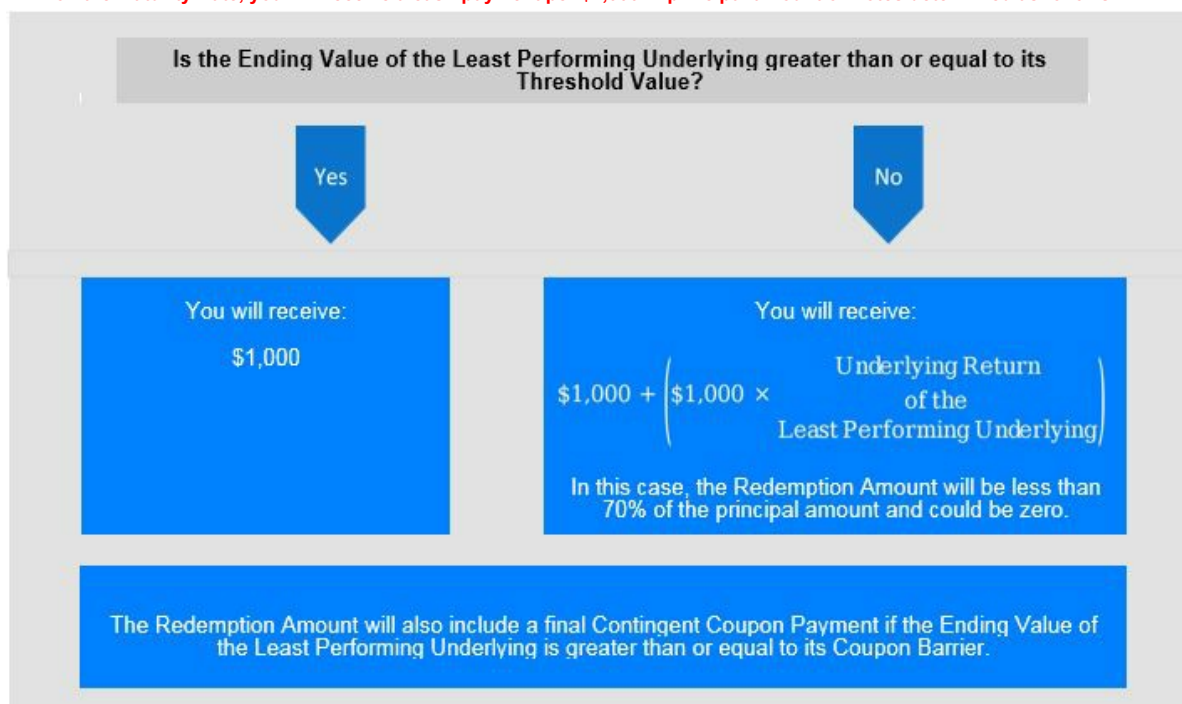 Is the Ending Value of the Least Performing Underlying greater than or equal to its
Threshold Value?
Yes
No
You will receive:
$1,000
You will receive:
$1,000 + ($1,000 × Underlying Return
of the
Least Performing Underlying)
In this case, the Redemption Amount will be less than
70% of the principal amount and could be zero.
The Redemption Amount will also include a final Contingent Coupon Payment if the Ending Value of
the Least Performing Underlying is greater than or equal to its Coupon Barrier.